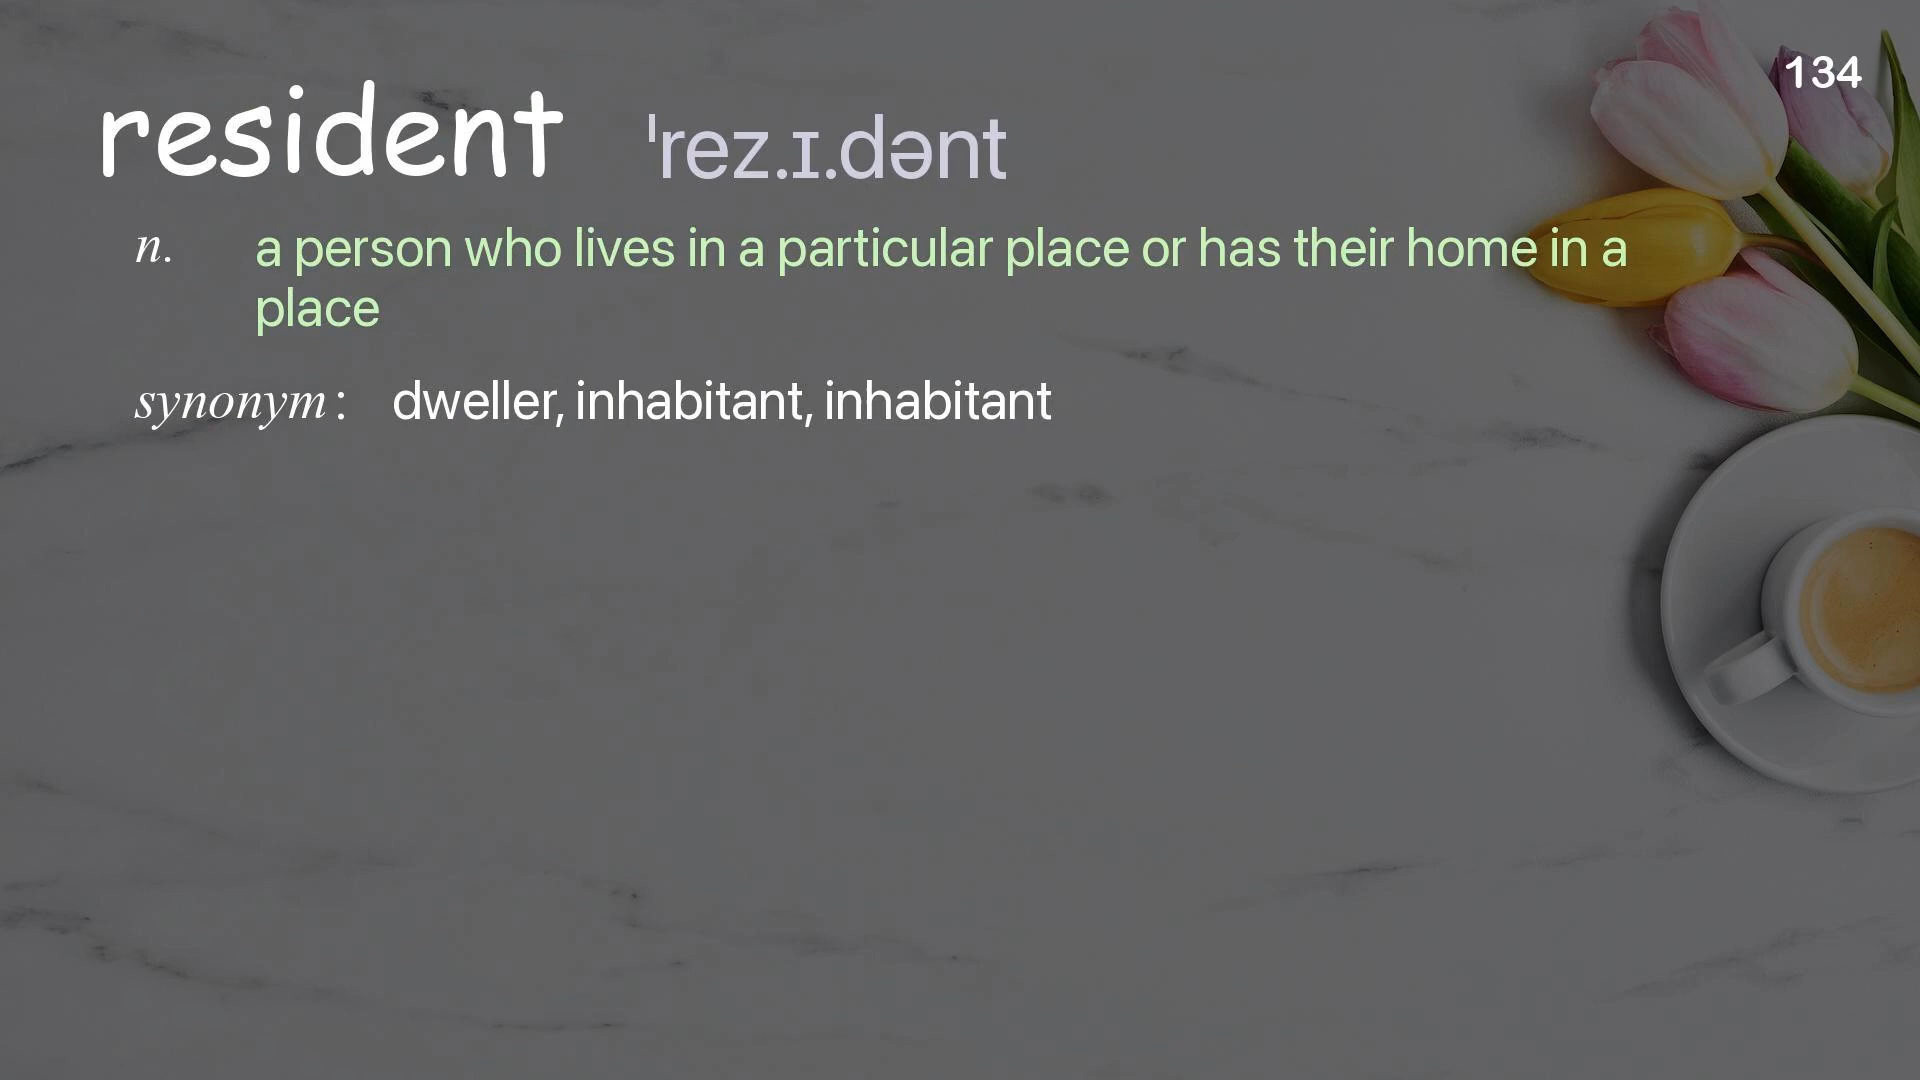 134
resident ˈrez.ɪ.dənt
n. a person who lives in a particular place or has their home in a
place
synonym : dweller, inhabitant, inhabitant